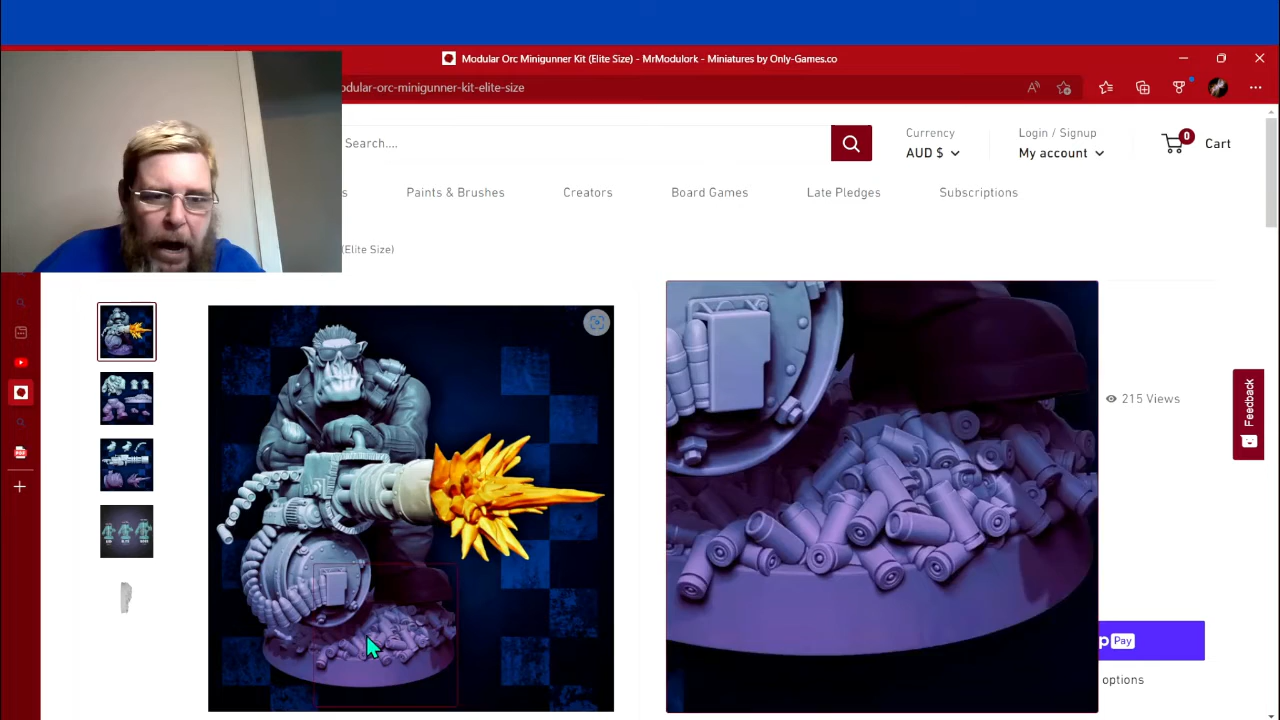 Modular Orc Minigunner Kit (Elite Size) - MrModulork - Miniatures by Only-Games.co
odular-orc-minigunner-kit-elite-size
Search....
Currency
AUD $
Login / Signup
My account
0
Cart
s
Paints & Brushes
Creators
Board Games
Late Pledges
Subscriptions
(Elite Size)
215 Views
Feedback
p Pay
options
PDF